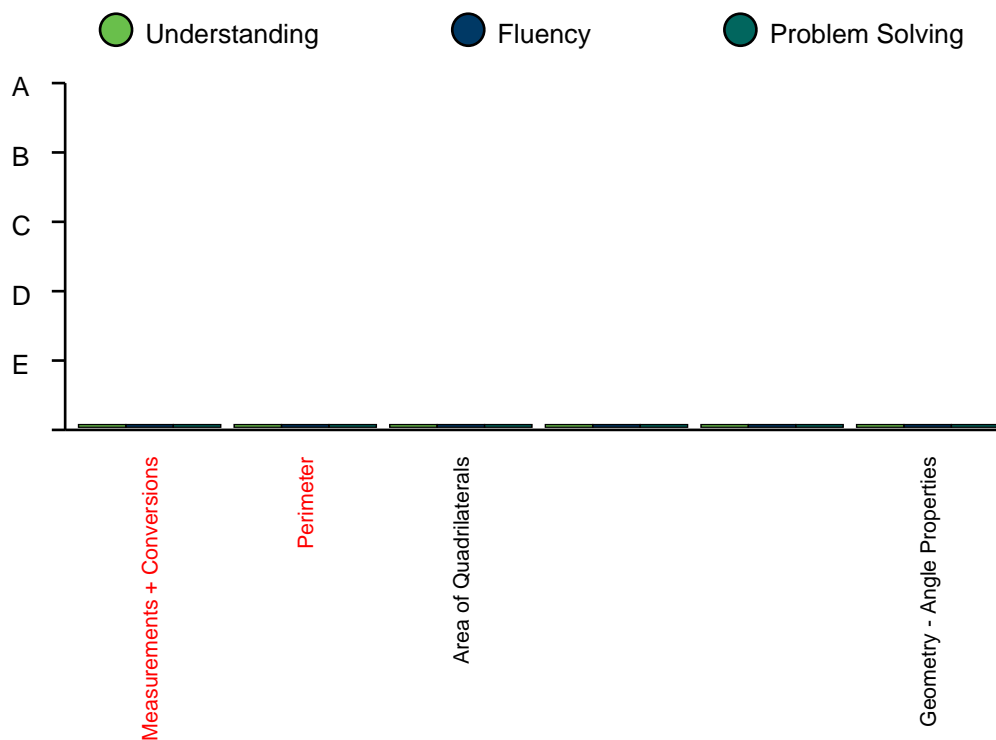 Understanding
Fluency
Problem Solving
A
B
C
D
E
Measurements + Conversions
Perimeter
Area of Quadrilaterals
Geometry - Angle Properties